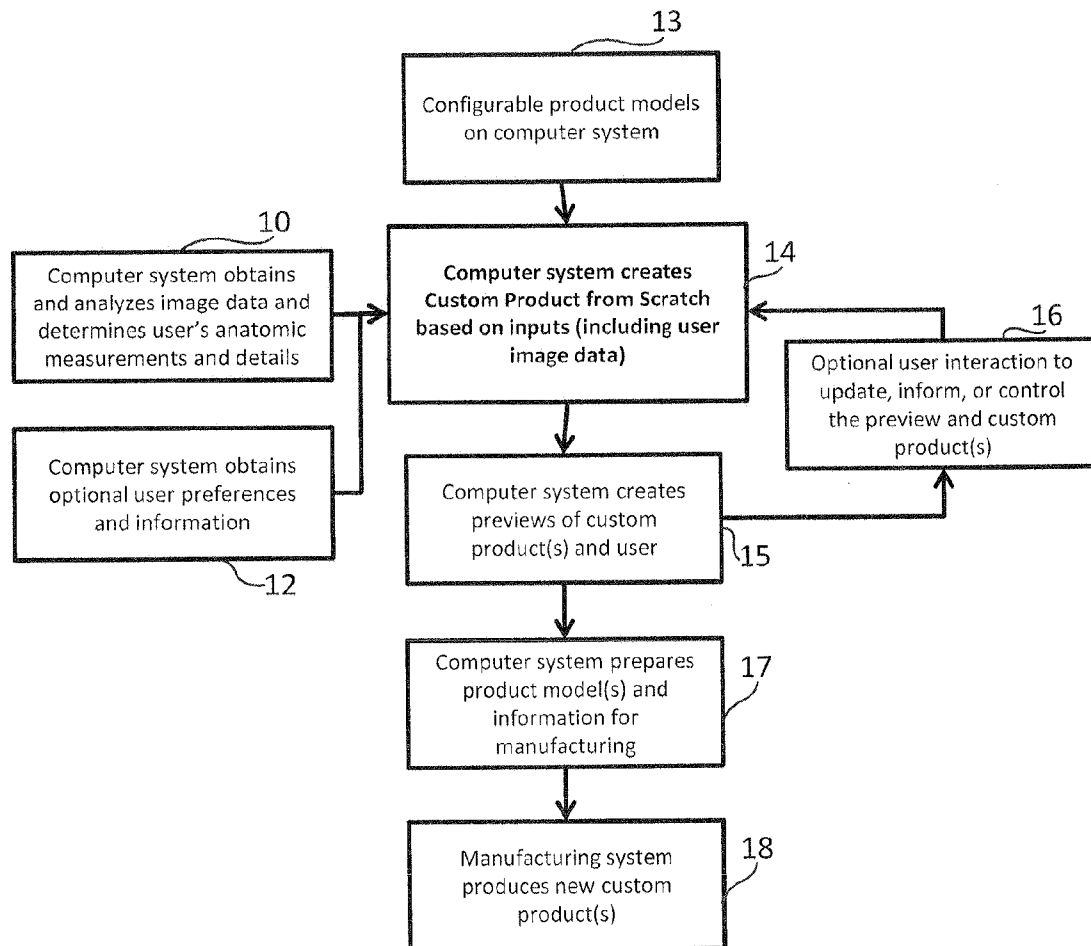 13
Configurable product models
on computer system
10
Computer system obtains
and analyzes image data and
determines user's anatomic
measurements and details
Computer system creates
Custom Product from Scratch
based on inputs (including user
image data)
14
16
Optional user interaction to
update, inform, or control
the preview and custom
product(s)
Computer system obtains
optional user preferences
and information
12
Computer system creates
previews of custom
product(s) and user
15
Computer system prepares
product model(s) and
information for
manufacturing
17
Manufacturing system
produces new custom
product(s)
18